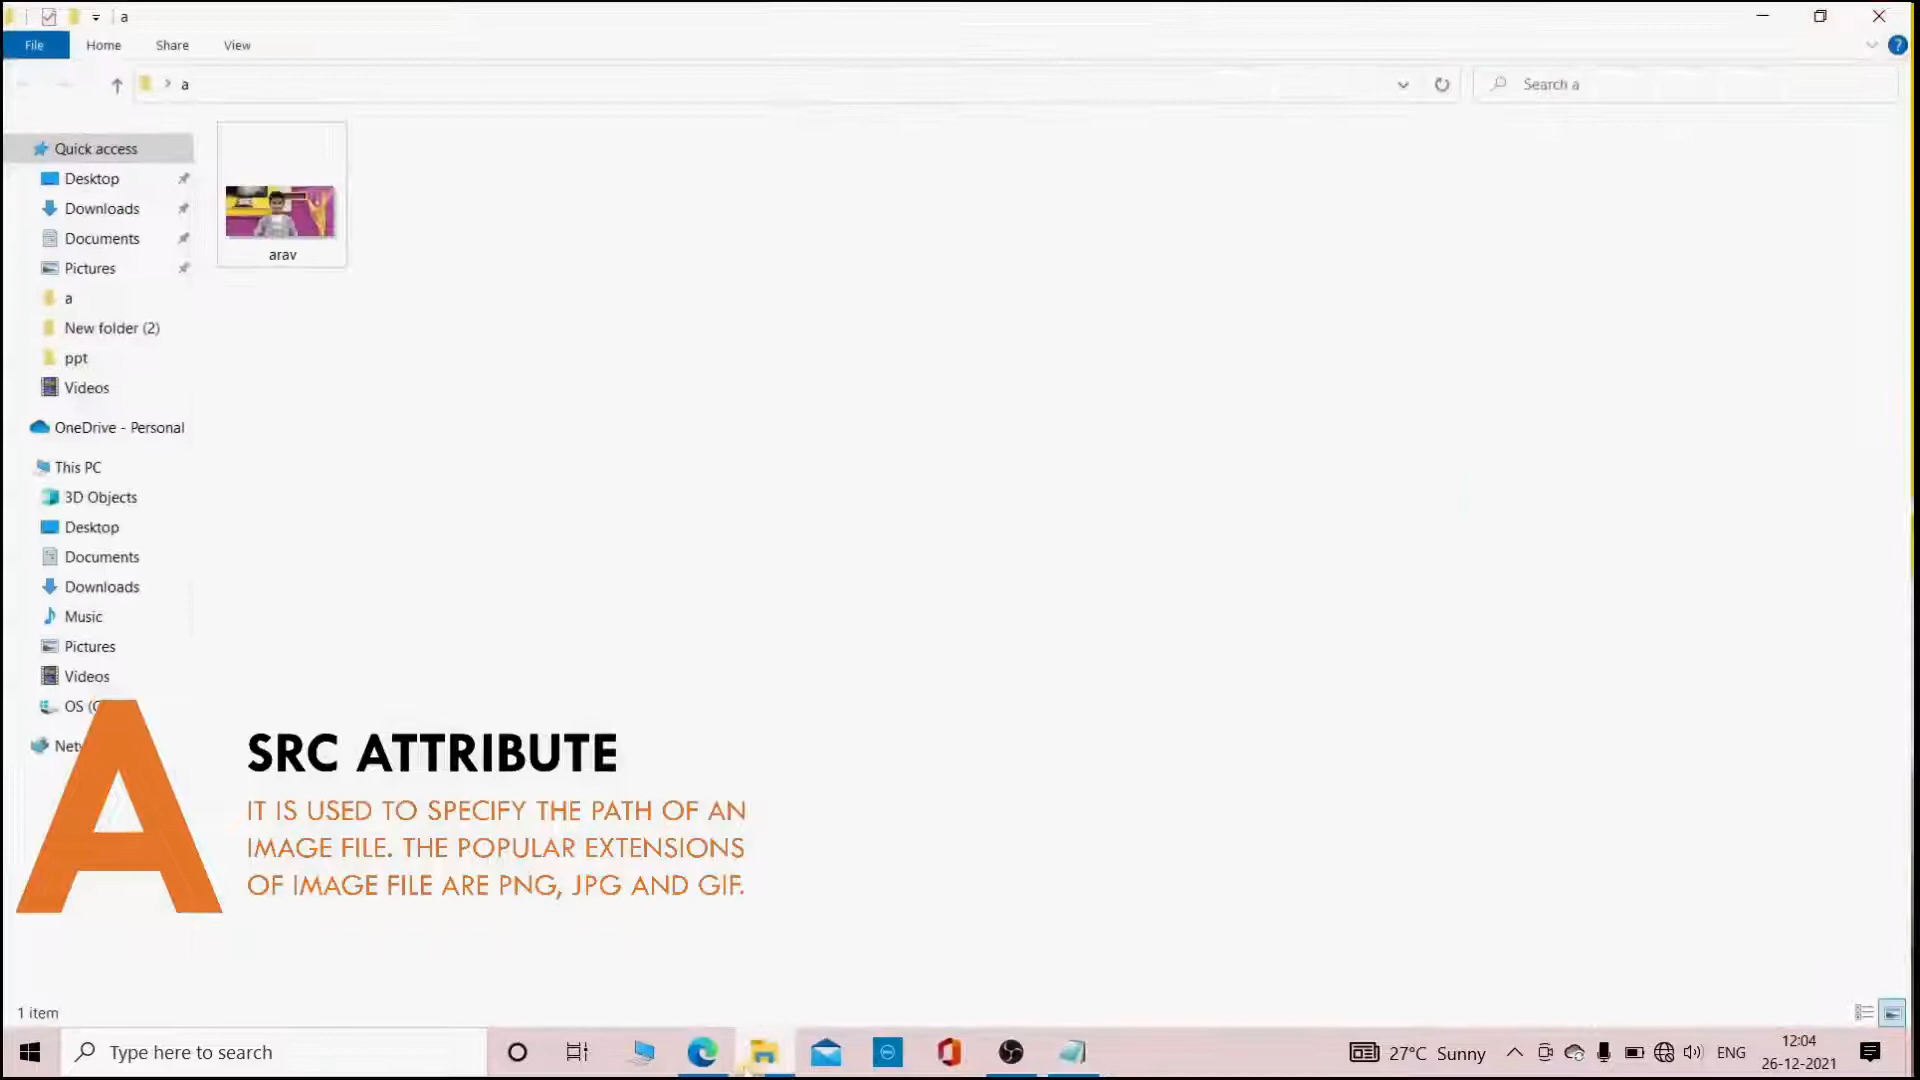 a
File Home Share View
a
Search a
Quick access
Desktop
Downloads
Documents
Pictures
a
New folder (2)
ppt
Videos
OneDrive - Personal
This PC
3D Objects
Desktop
Documents
Downloads
Music
Pictures
Videos
OS
arav
A
SRC ATTRIBUTE
IT IS USED TO SPECIFY THE PATH OF AN
IMAGE FILE. THE POPULAR EXTENSIONS
OF IMAGE FILE ARE PNG, JPG AND GIF.
1 item
Type here to search
27°C Sunny
ENG
12:04
26-12-2021